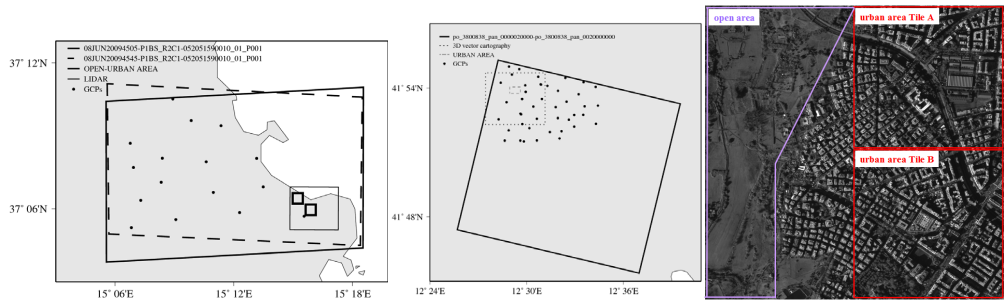 08JUN20094505-P1BS_R2C1-052051590010_01_P001
08JUN20094545-P1BS_R2C1-052051590010_01_P001
OPEN-URBAN AREA
LIDAR
GCPs
37° 12'N
37° 06'N
15° 06'E
15° 12'E
15° 18'E
po_3800838_pan_0000020000-po_3800838_pan_0020000000
3D vector cartography
URBAN AREA
GCPs
41° 54'N
41° 48'N
12° 24'E
12° 30'E
12° 36'E
open area
urban area Tile A
urban area Tile B